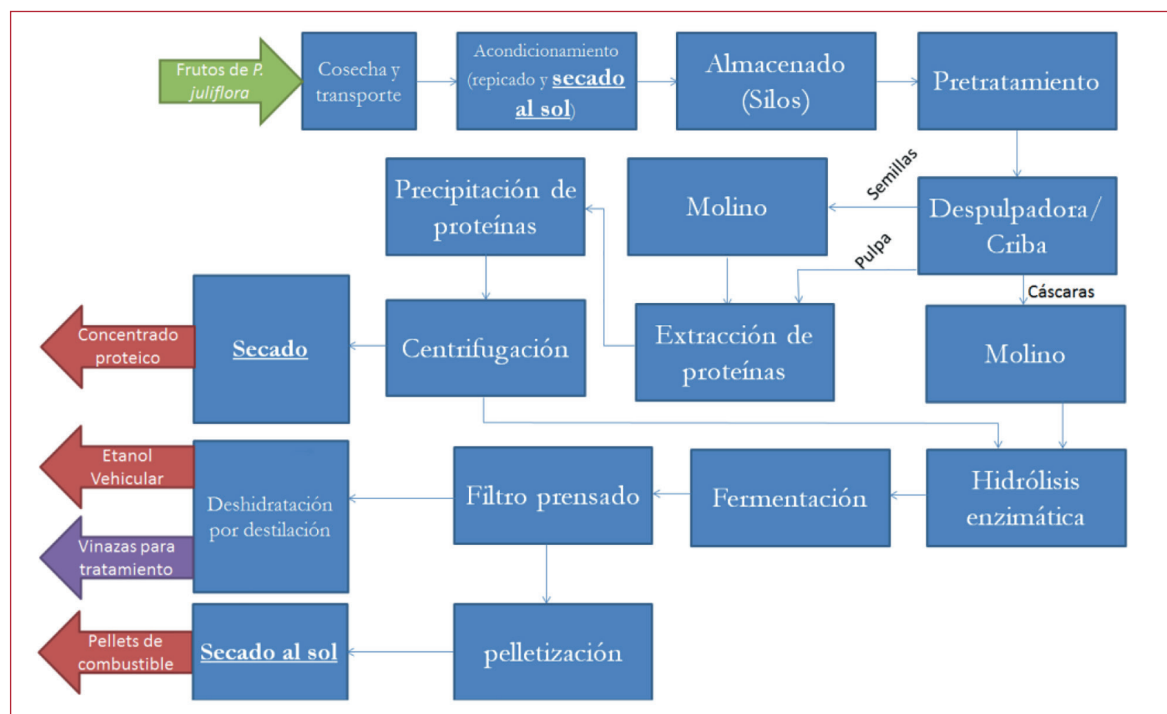 Frutos de P.
juliflora
Cosecha y
transporte
Acondicionamiento
(repicado y secado
al sol)
Almacenado
(Silos)
Pretratamiento
Semillas
Despulpadora/
Criba
Pulpa
Cáscaras
Molino
Precipitación de
proteínas
Extracción de
proteínas
Molino
Centrifugación
Secado
Concentrado
proteico
Hidrólisis
enzimática
Fermentación
Filtro prensado
Deshidratación
por destilación
Etanol
Vehicular
Vinazas para
tratamiento
pelletización
Secado al sol
Pellets de
combustible